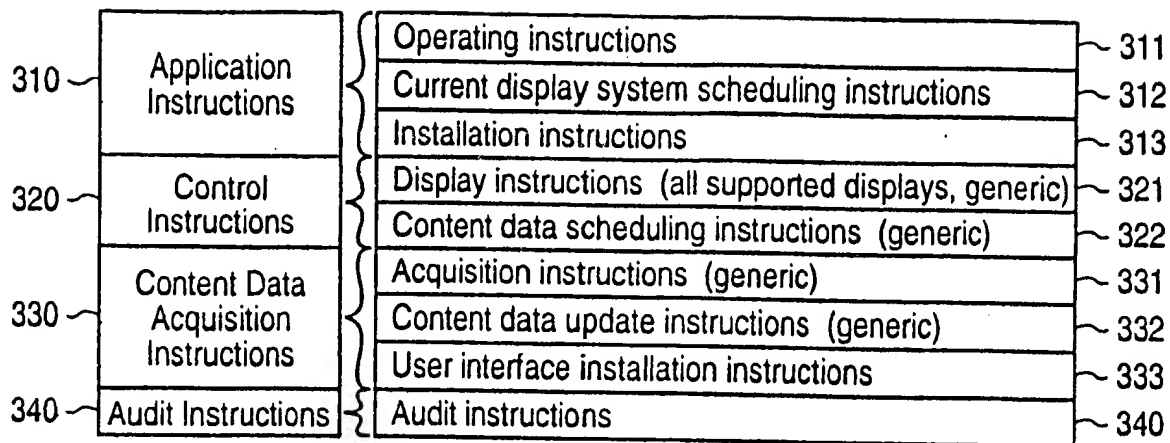 310
Application
Instructions
Operating instructions
311
Current display system scheduling instructions
312
Installation instructions
313
320
Control
Instructions
Display instructions (all supported displays, generic)
321
Content data scheduling instructions (generic)
322
330
Content Data
Acquisition
Instructions
Acquisition instructions (generic)
331
Content data update instructions (generic)
332
User interface installation instructions
333
340
Audit Instructions
Audit instructions
340